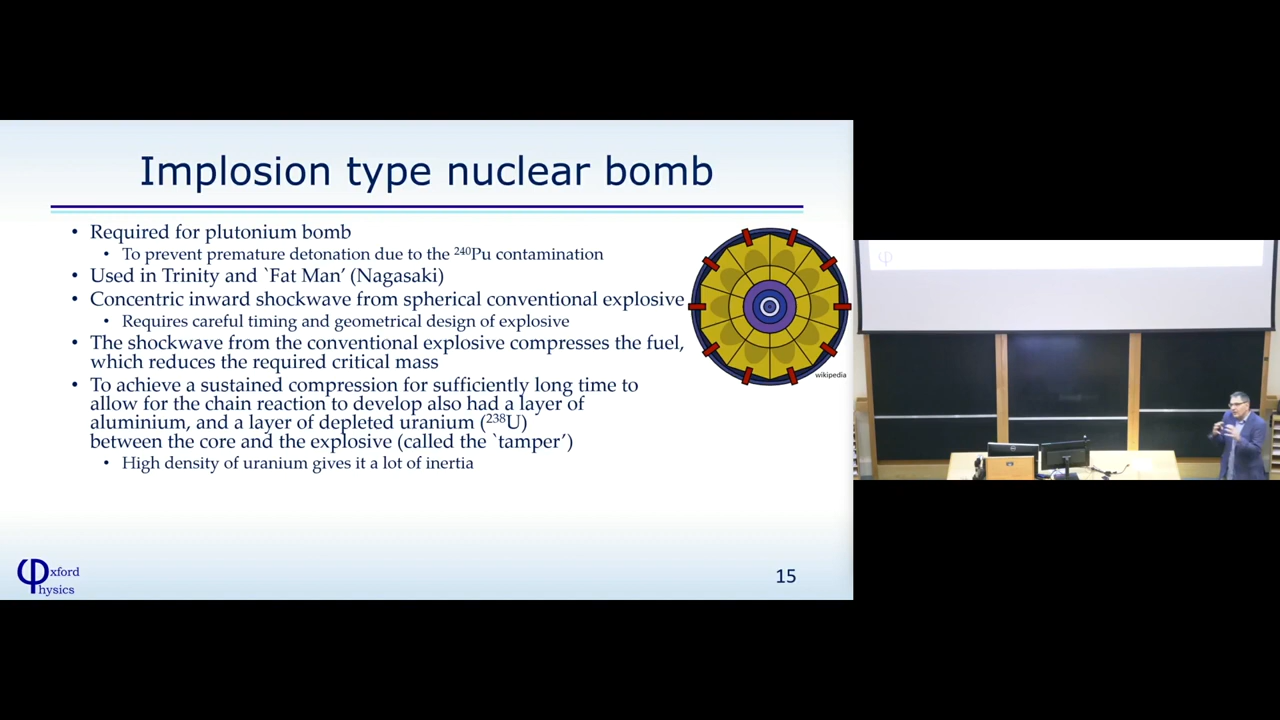 Implosion type nuclear bomb
• Required for plutonium bomb
• To prevent premature detonation due to the ²⁴⁰Pu contamination
• Used in Trinity and `Fat Man' (Nagasaki)
• Concentric inward shockwave from spherical conventional explosive
• Requires careful timing and geometrical design of explosive
• The shockwave from the conventional explosive compresses the fuel,
which reduces the required critical mass
• To achieve a sustained compression for sufficiently long time to
allow for the chain reaction to develop also had a layer of
aluminium, and a layer of depleted uranium (²³⁸U)
between the core and the explosive (called the `tamper')
• High density of uranium gives it a lot of inertia
wikipedia
φxford
hysics
15
φ